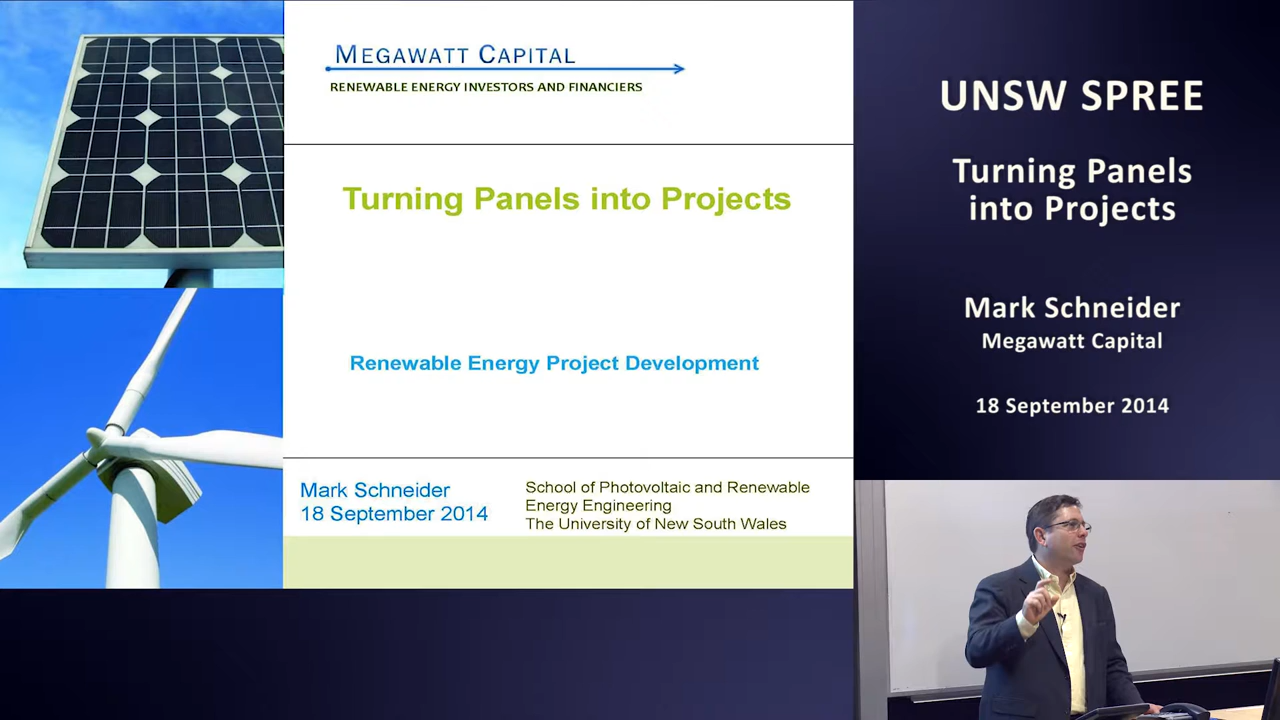 MEGAWATT CAPITAL
RENEWABLE ENERGY INVESTORS AND FINANCIERS
Turning Panels into Projects
Renewable Energy Project Development
Mark Schneider
18 September 2014
School of Photovoltaic and Renewable
Energy Engineering
The University of New South Wales
UNSW SPREE
Turning Panels
into Projects
Mark Schneider
Megawatt Capital
18 September 2014